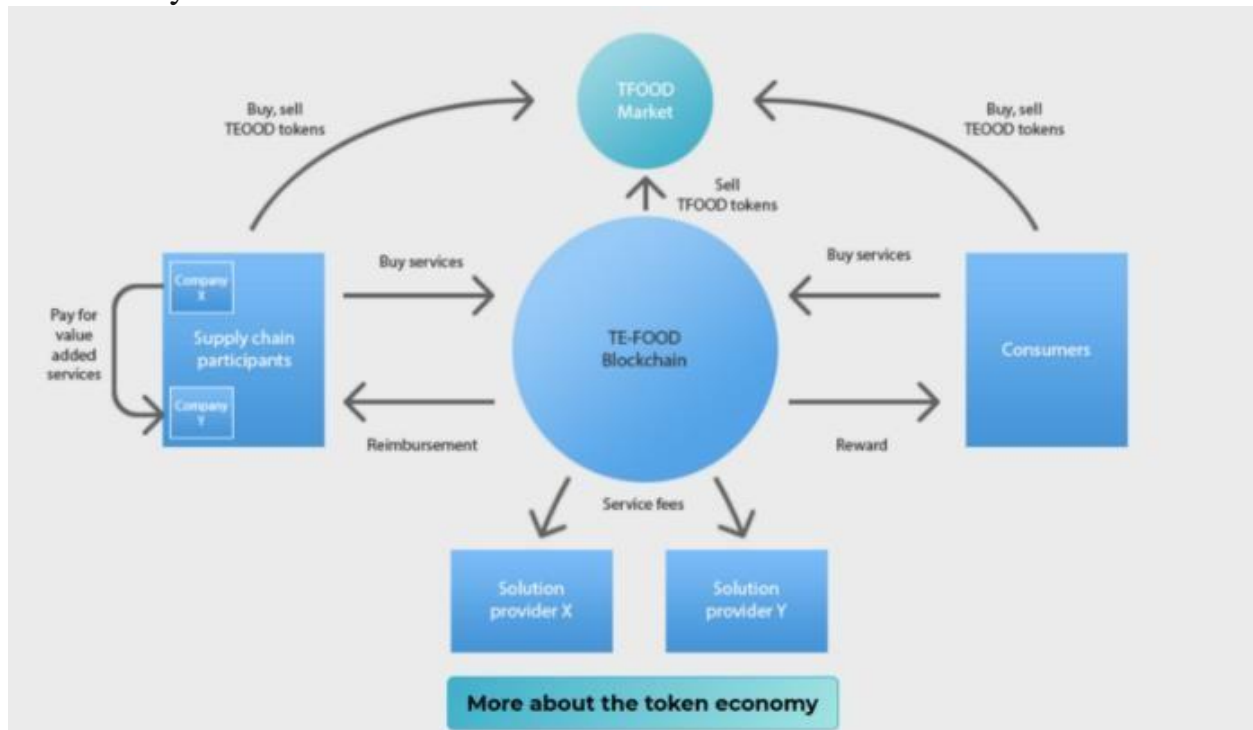 TFOOD
Market
Buy, sell
TEOOD tokens
Buy, sell
TEOOD tokens
Sell
TFOOD tokens
Company
X
Buy services
Buy services
Pay for
value
added
services
Supply chain
participants
TE-FOOD
Blockchain
Consumers
Company
Y
Reimbursement
Reward
Service fees
Solution
provider X
Solution
provider Y
More about the token economy